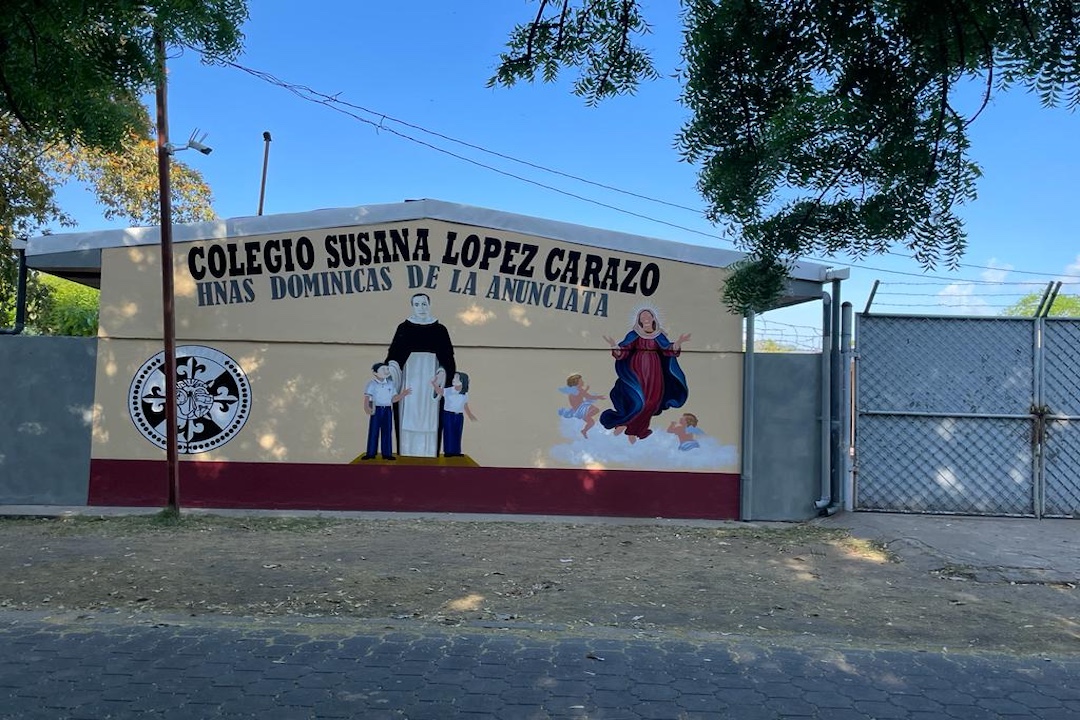 COLEGIO SUSANA LOPEZ CARAZO
HNAS DOMINICAS DE LA ANUNCIATA